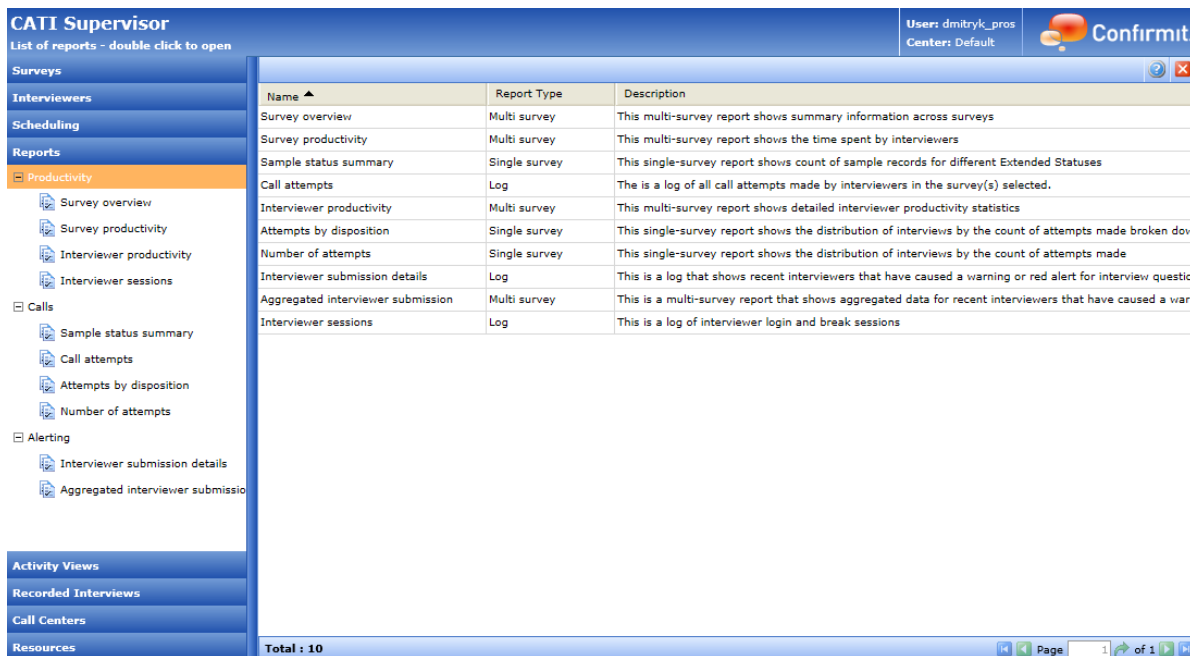 CATI Supervisor
List of reports - double click to open
User: dmitryk_pros
Center: Default
Confirmit
Surveys
Interviewers
Scheduling
Reports
Productivity
Survey overview
Survey productivity
Interviewer productivity
Interviewer sessions
Calls
Sample status summary
Call attempts
Attempts by disposition
Number of attempts
Alerting
Interviewer submission details
Aggregated interviewer submissio
Activity Views
Recorded Interviews
Call Centers
Resources
Name Report Type Description
Survey overview Multi survey This multi-survey report shows summary information across surveys
Survey productivity Multi survey This multi-survey report shows the time spent by interviewers
Sample status summary Single survey This single-survey report shows count of sample records for different Extended Statuses
Call attempts Log The is a log of all call attempts made by interviewers in the survey(s) selected.
Interviewer productivity Multi survey This multi-survey report shows detailed interviewer productivity statistics
Attempts by disposition Single survey This single-survey report shows the distribution of interviews by the count of attempts made broken dov
Number of attempts Single survey This single-survey report shows the distribution of interviews by the count of attempts made
Interviewer submission details Log This is a log that shows recent interviewers that have caused a warning or red alert for interview questic
Aggregated interviewer submission Multi survey This is a multi-survey report that shows aggregated data for recent interviewers that have caused a war
Interviewer sessions Log This is a log of interviewer login and break sessions
Total : 10
Page 1 of 1